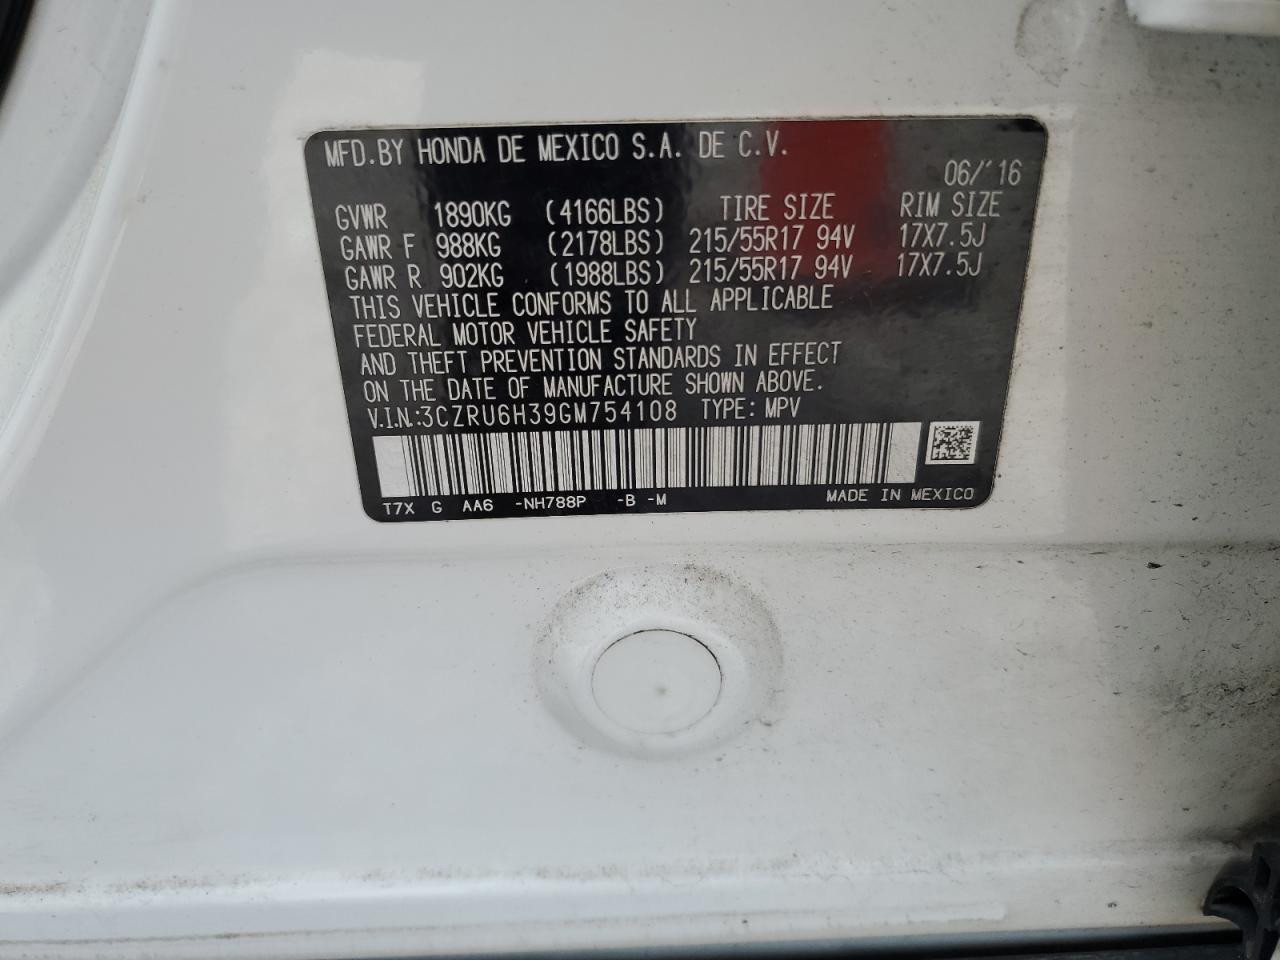 MFD.BY HONDA DE MEXICO S.A. DE C.V.
06/'16
GVWR 1890KG (4166LBS) TIRE SIZE RIM SIZE
GAWR F 988KG (2178LBS) 215/55R17 94V 17X7.5J
GAWR R 902KG (1988LBS) 215/55R17 94V 17X7.5J
THIS VEHICLE CONFORMS TO ALL APPLICABLE
FEDERAL MOTOR VEHICLE SAFETY
AND THEFT PREVENTION STANDARDS IN EFFECT
ON THE DATE OF MANUFACTURE SHOWN ABOVE.
V.I.N.:3CZRU6H39GM754108 TYPE: MPV
T7X G AA6 -NH788P -B -M MADE IN MEXICO